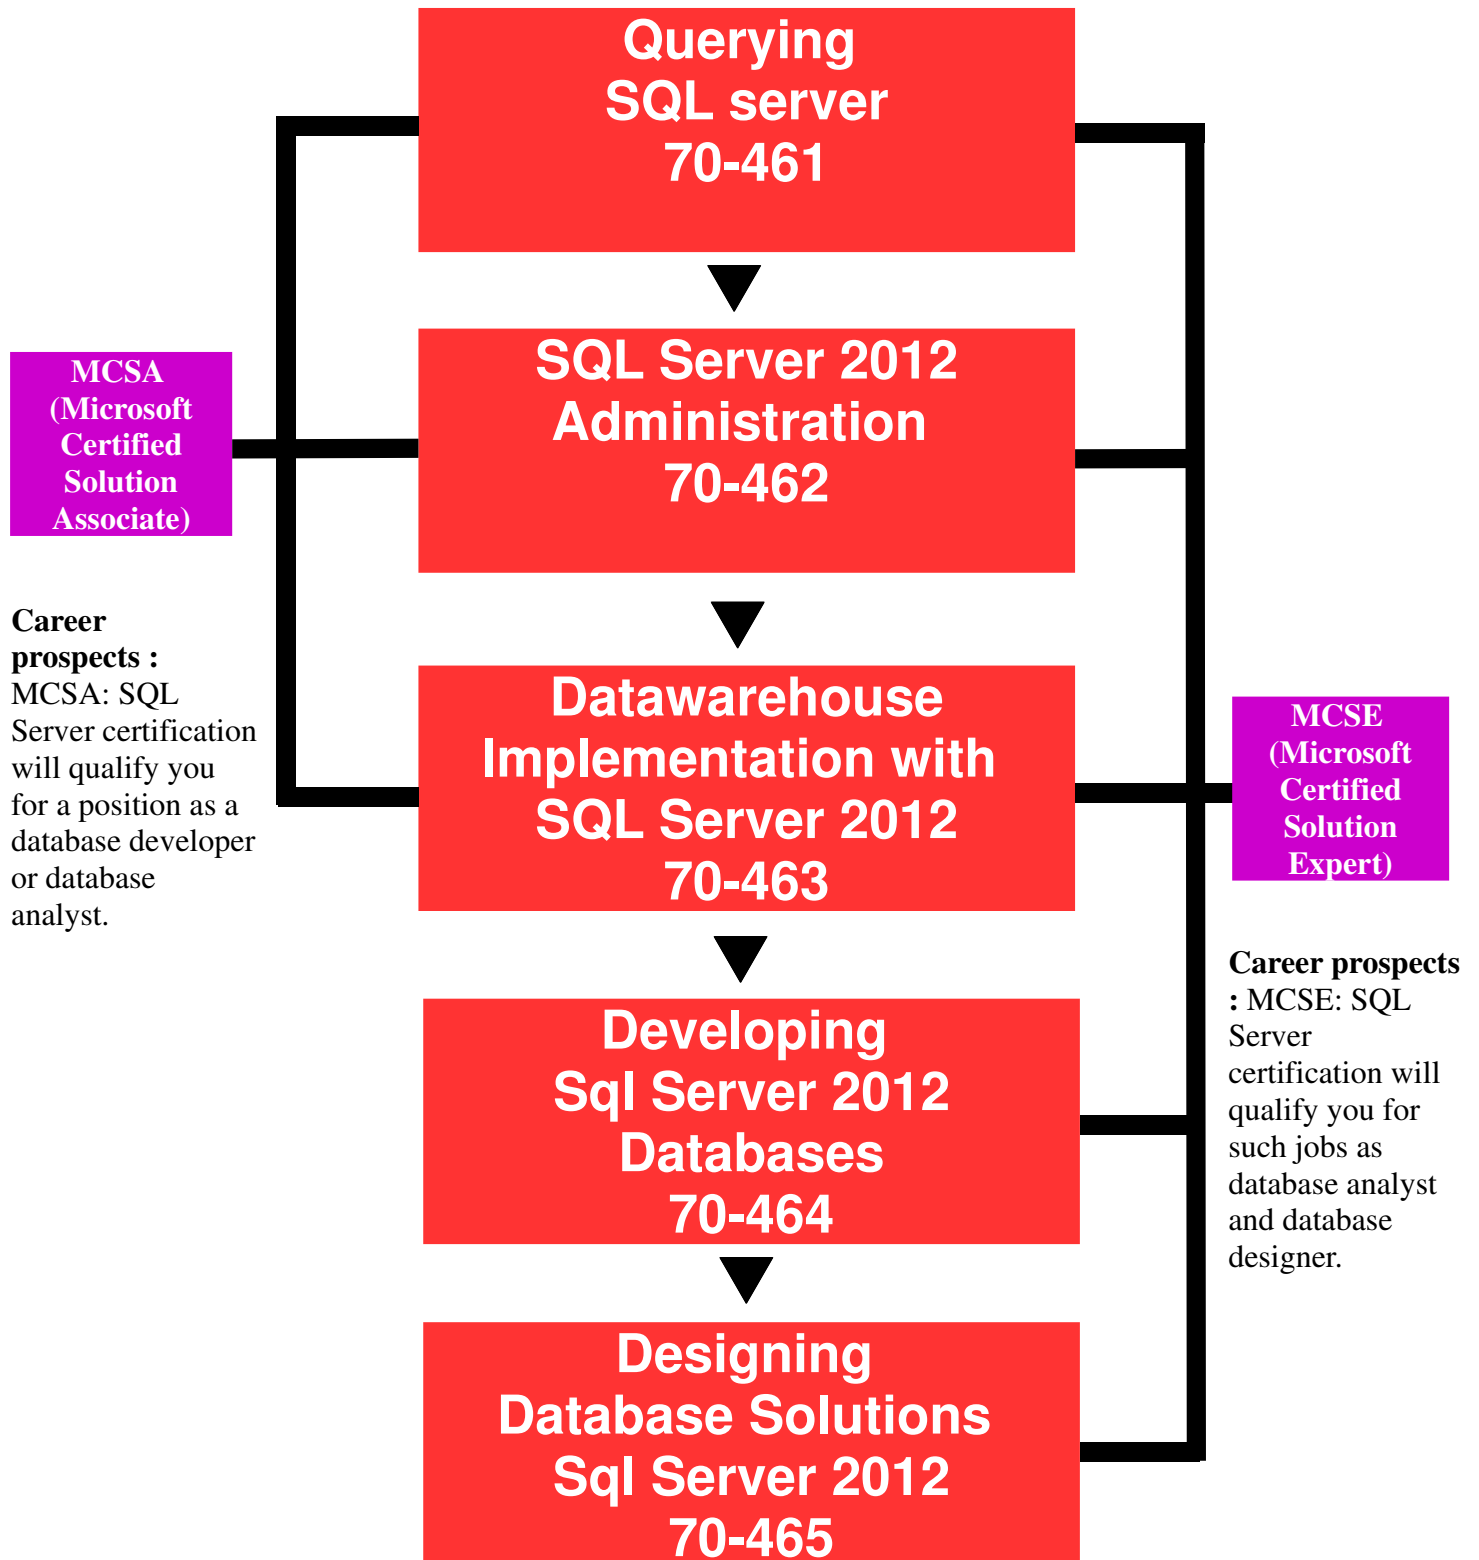 Querying
SQL server
70-461
SQL Server 2012
Administration
70-462
MCSA
(Microsoft
Certified
Solution
Associate)
Career
prospects :
MCSA: SQL
Server certification
will qualify you
for a position as a
database developer
or database
analyst.
Datawarehouse
Implementation with
SQL Server 2012
70-463
MCSE
(Microsoft
Certified
Solution
Expert)
Career prospects
: MCSE: SQL
Server
certification will
qualify you for
such jobs as
database analyst
and database
designer.
Developing
Sql Server 2012
Databases
70-464
Designing
Database Solutions
Sql Server 2012
70-465